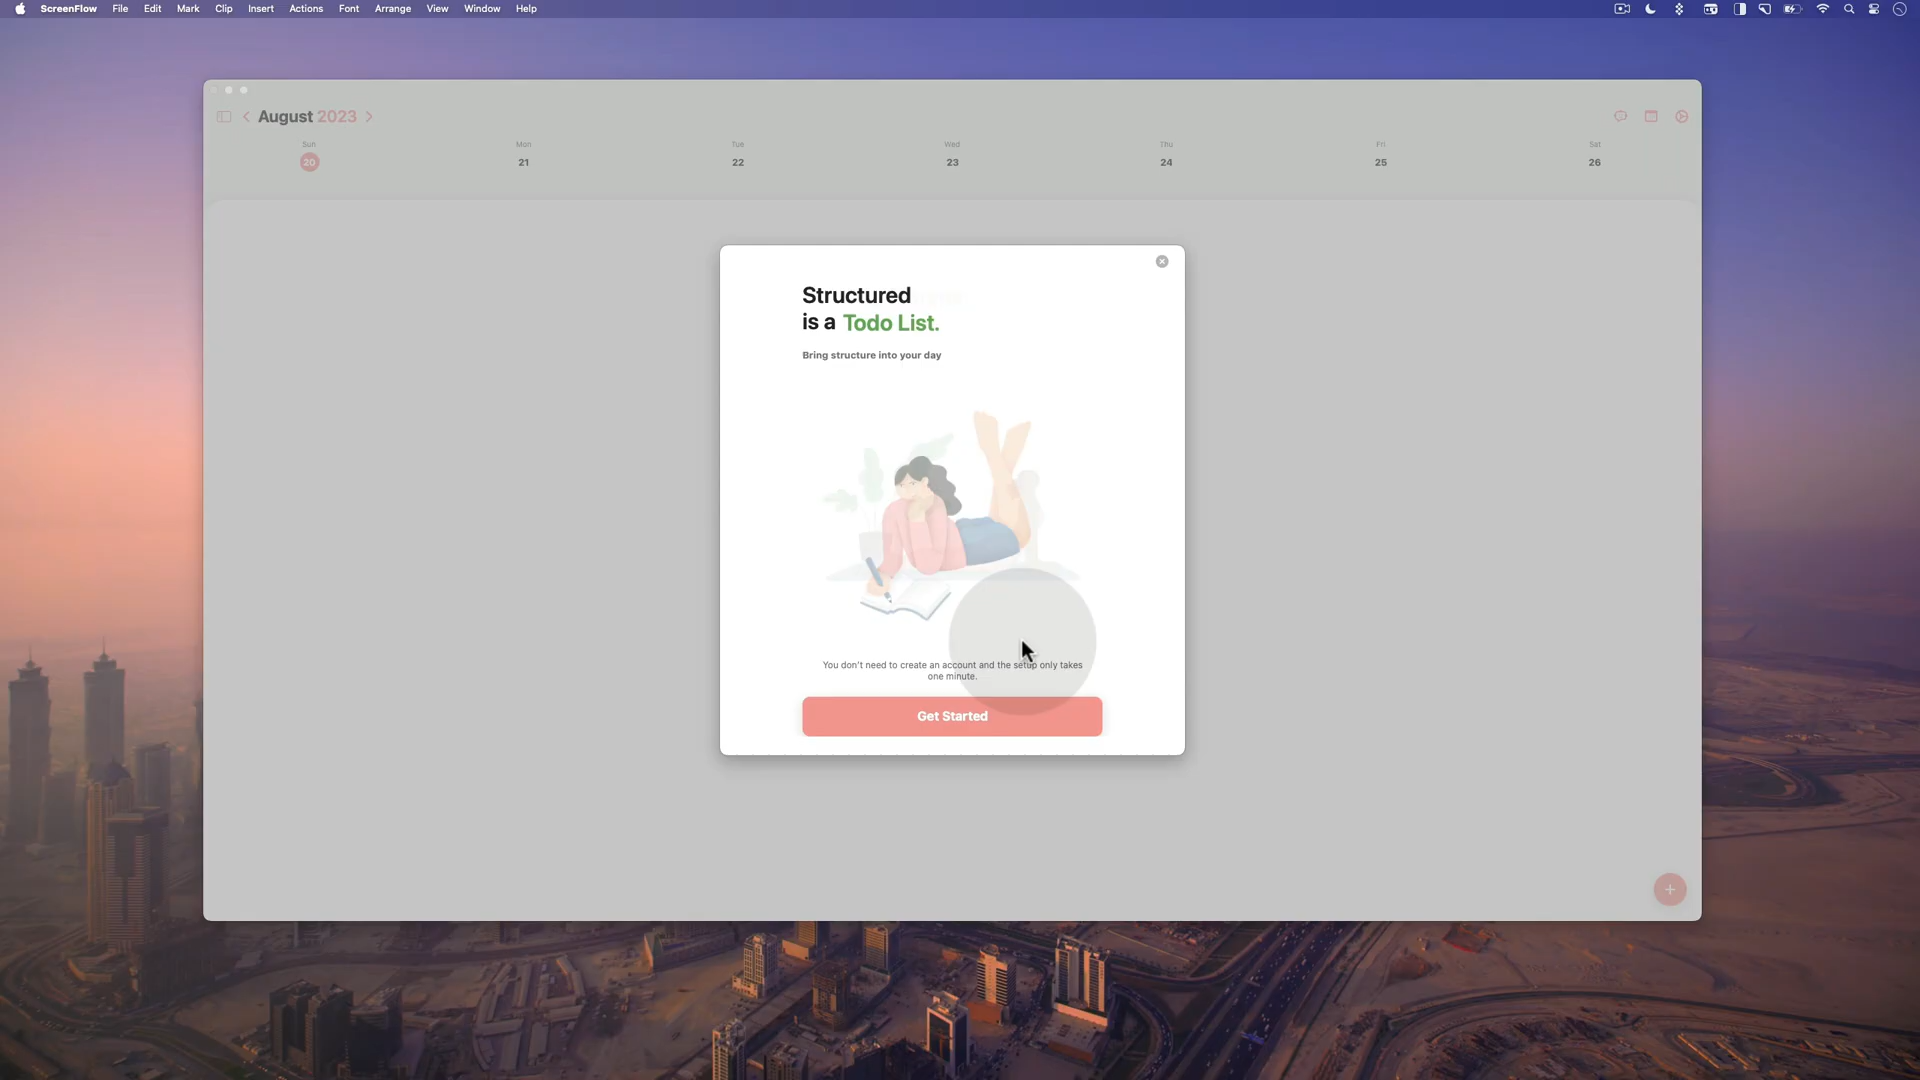 ScreenFlow File Edit Mark Clip Insert Actions Font Arrange View Window Help
August 2023
Sun Mon Tue Wed Thu Fri Sat
20 21 22 23 24 25 26
Structured
is a Todo List.
Bring structure into your day
You don't need to create an account and the setup only takes
one minute.
Get Started